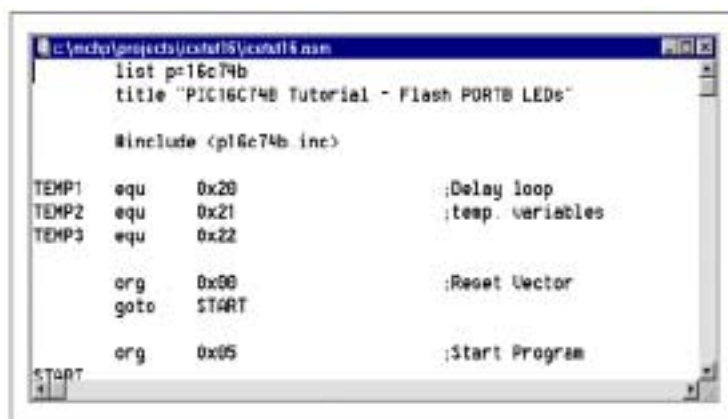 c:\mchp\projects\icetut16\icetut16.asm
list p=16c74b
title "PIC16C74B Tutorial - Flash PORTB LEDs"
#include <p16c74b.inc>
TEMP1 equ 0x20 ;Delay loop
TEMP2 equ 0x21 ;temp. variables
TEMP3 equ 0x22
org 0x00 ;Reset Vector
goto START
org 0x05 ;Start Program
START